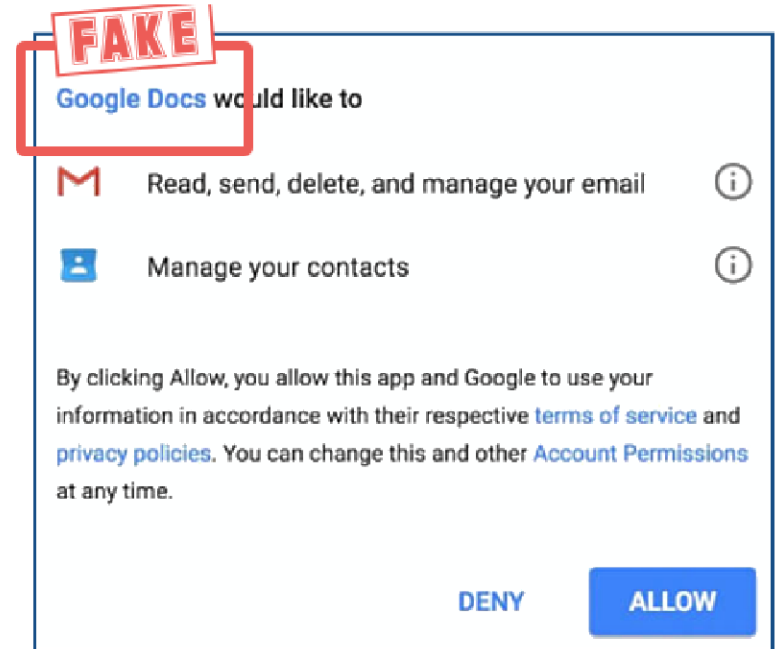 FAKE
Google Docs would like to
Read, send, delete, and manage your email
Manage your contacts
By clicking Allow, you allow this app and Google to use your
information in accordance with their respective terms of service and
privacy policies. You can change this and other Account Permissions
at any time.
DENY ALLOW